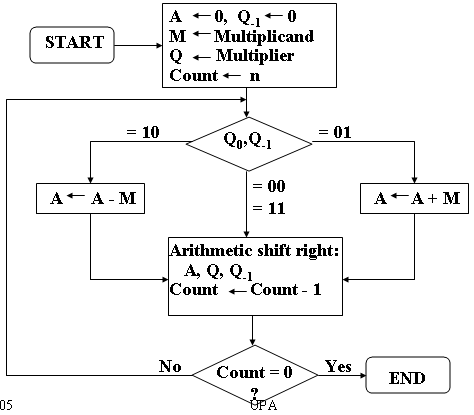 START
A ← 0, Q-1 ← 0
M ← Multiplicand
Q ← Multiplier
Count ← n
Q0,Q-1
= 10
= 01
= 00
= 11
A ← A - M
A ← A + M
Arithmetic shift right:
A, Q, Q-1
Count ← Count - 1
No
Count = 0
?
Yes
END
05